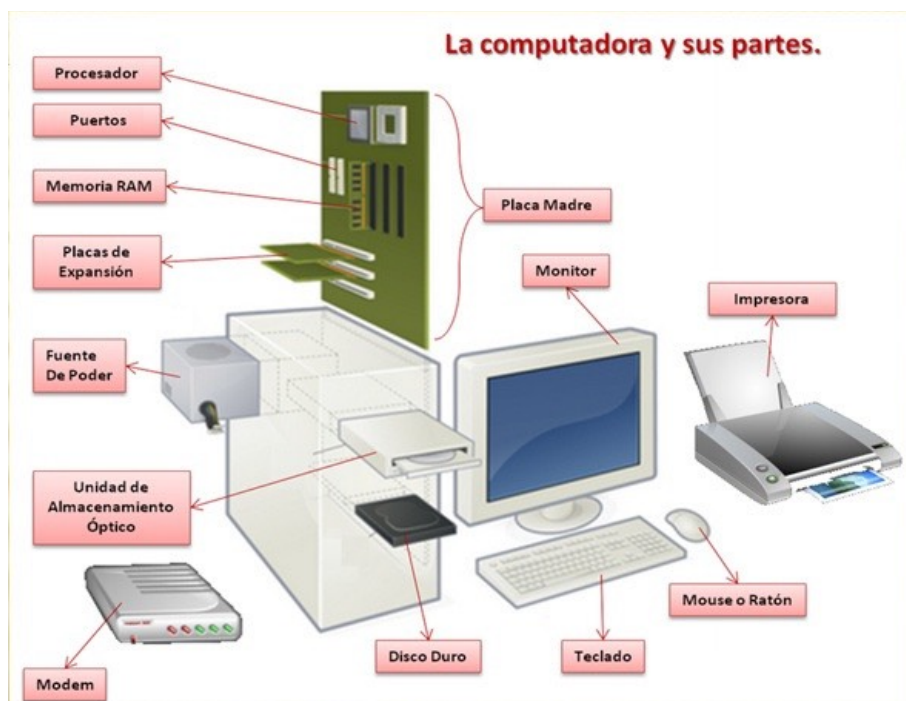 La computadora y sus partes.
Procesador
Puertos
Memoria RAM
Placas de
Expansión
Placa Madre
Monitor
Impresora
Fuente
De Poder
Unidad de
Almacenamiento
Óptico
Mouse o Ratón
Disco Duro
Teclado
Modem